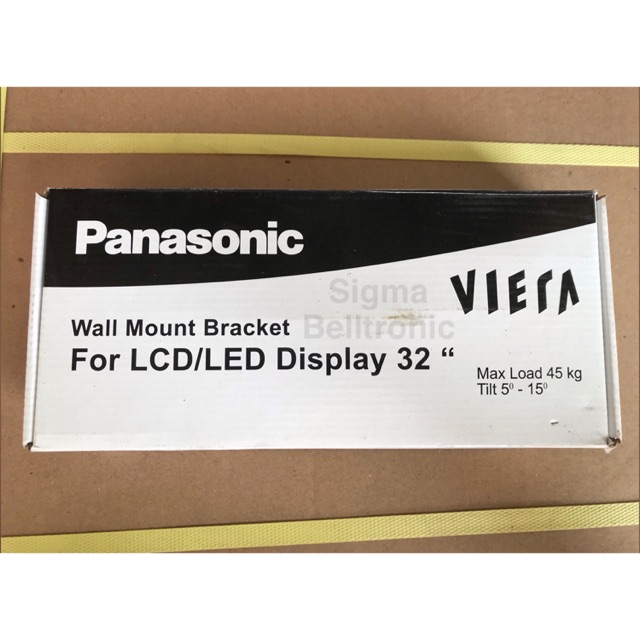 Panasonic
VIERA
Sigma
Belltronic
Wall Mount Bracket
For LCD/LED Display 32 “
Max Load 45 kg
Tilt 5⁰ - 15⁰